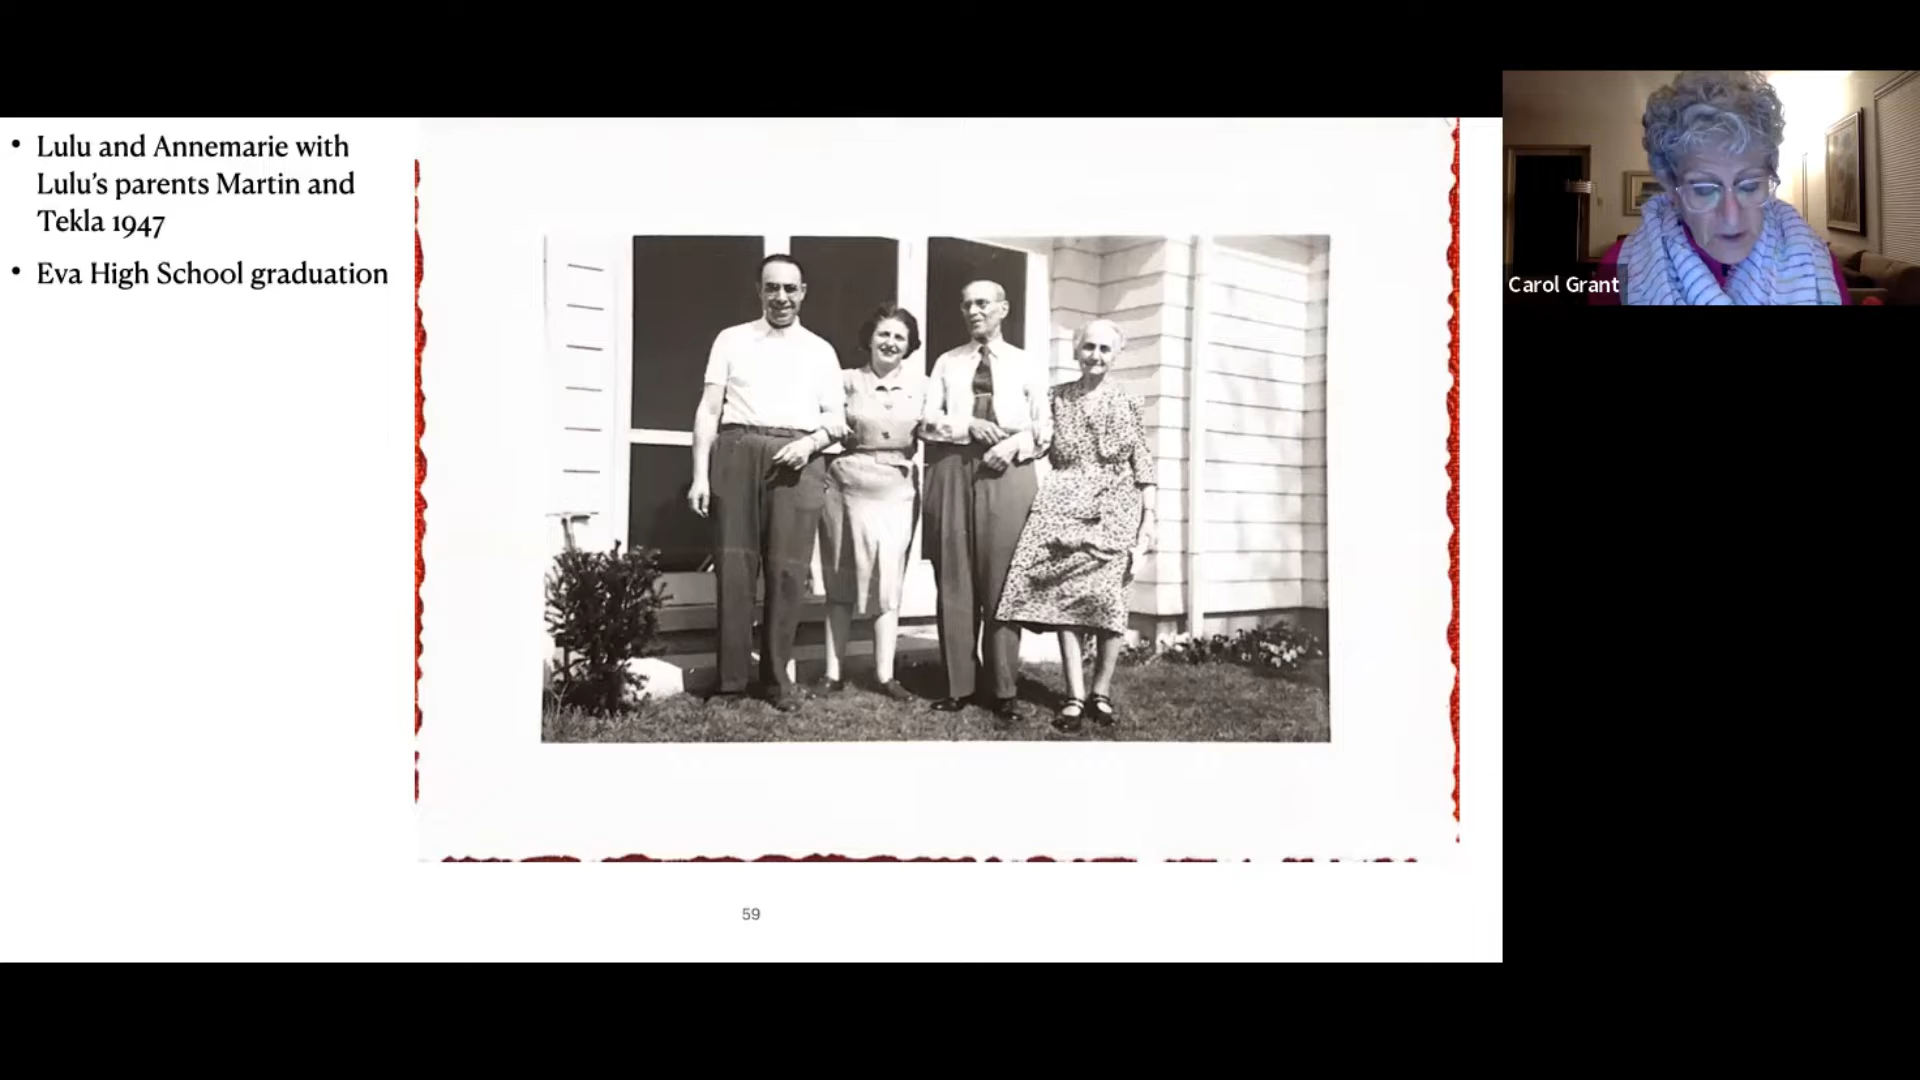 • Lulu and Annemarie with
Lulu's parents Martin and
Tekla 1947
• Eva High School graduation
Carol Grant
59